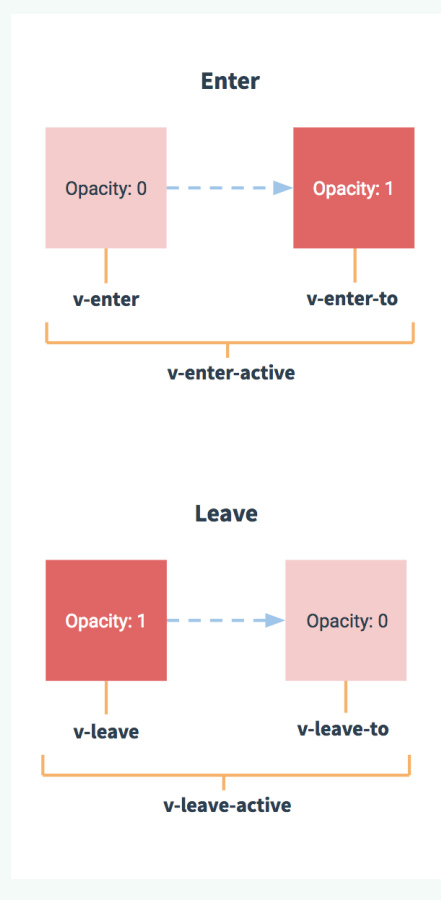 Enter
Opacity: 0
Opacity: 1
v-enter
v-enter-to
v-enter-active
Leave
Opacity: 1
Opacity: 0
v-leave
v-leave-to
v-leave-active